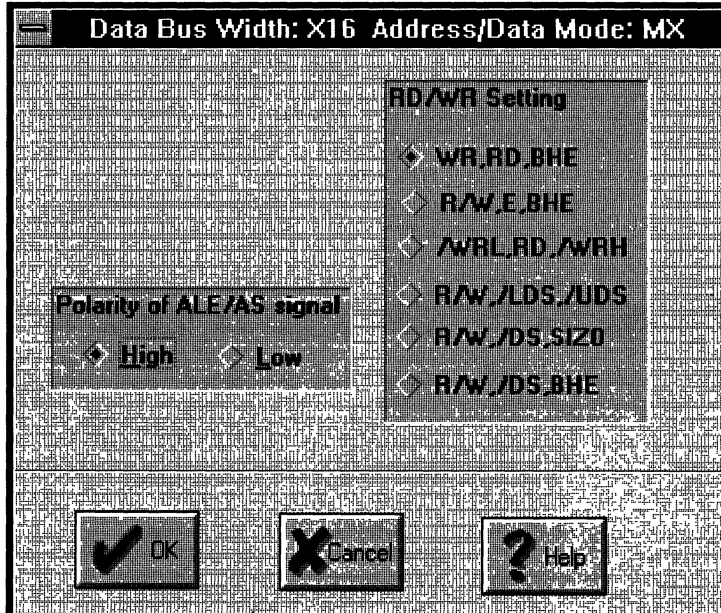 Data Bus Width: X16 Address/Data Mode: MX
RD/WR Setting
WR,RD,BHE
R/W,E,BHE
/WRL,RD,/WRH
R/W,/LDS,/UDS
R/W,/DS,SIZ0
R/W,/DS,BHE
Polarity of ALE/AS signal
High Low
OK Cancel Help